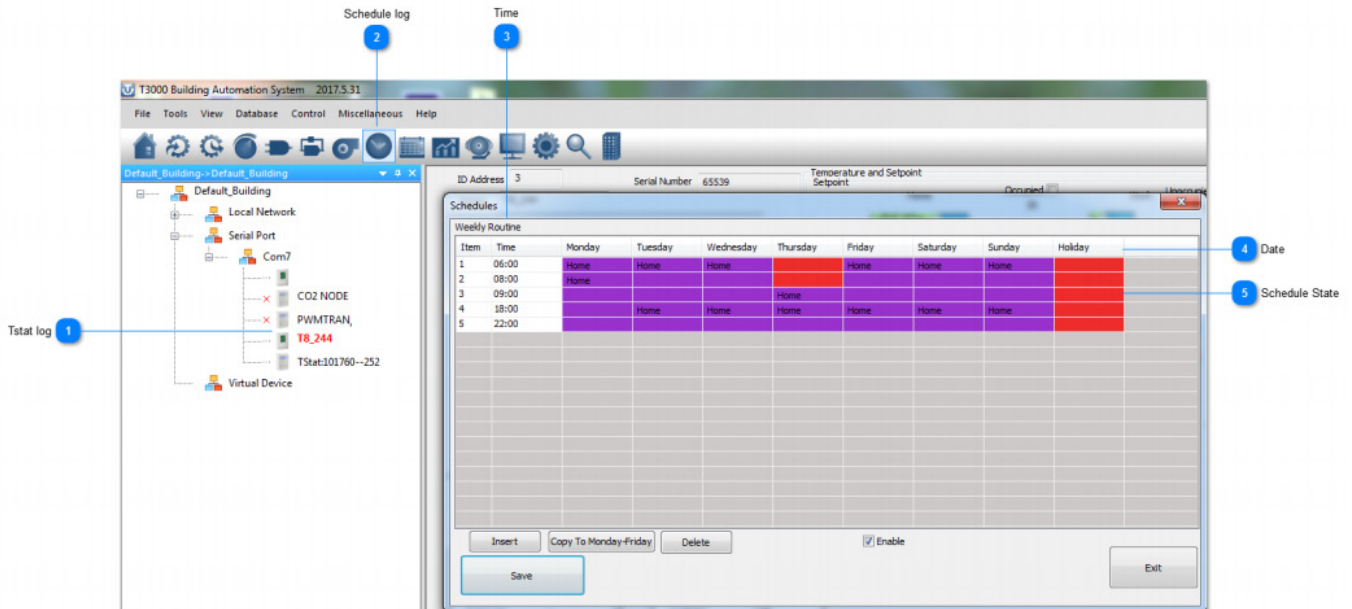 Schedule log
Time
2
3
T3000 Building Automation System 2017.5.31
File Tools View Database Control Miscellaneous Help
Default_Building->Default_Building
ID Address 3
Serial Number 65539
Temperature and Setpoint
Setpoint
Occupied
Default_Building
Local Network
Serial Port
Com7
CO2 NODE
PWMTRAN,
T8_244
TStat:101760--252
Virtual Device
Tstat log 1
Schedules
Weekly Routine
Item Time Monday Tuesday Wednesday Thursday Friday Saturday Sunday Holiday
1 06:00 Home Home Home Home Home Home
2 08:00 Home
3 09:00 Home
4 18:00 Home Home Home Home Home Home
5 22:00
4 Date
5 Schedule State
Insert Copy To Monday-Friday Delete Enable
Save Exit